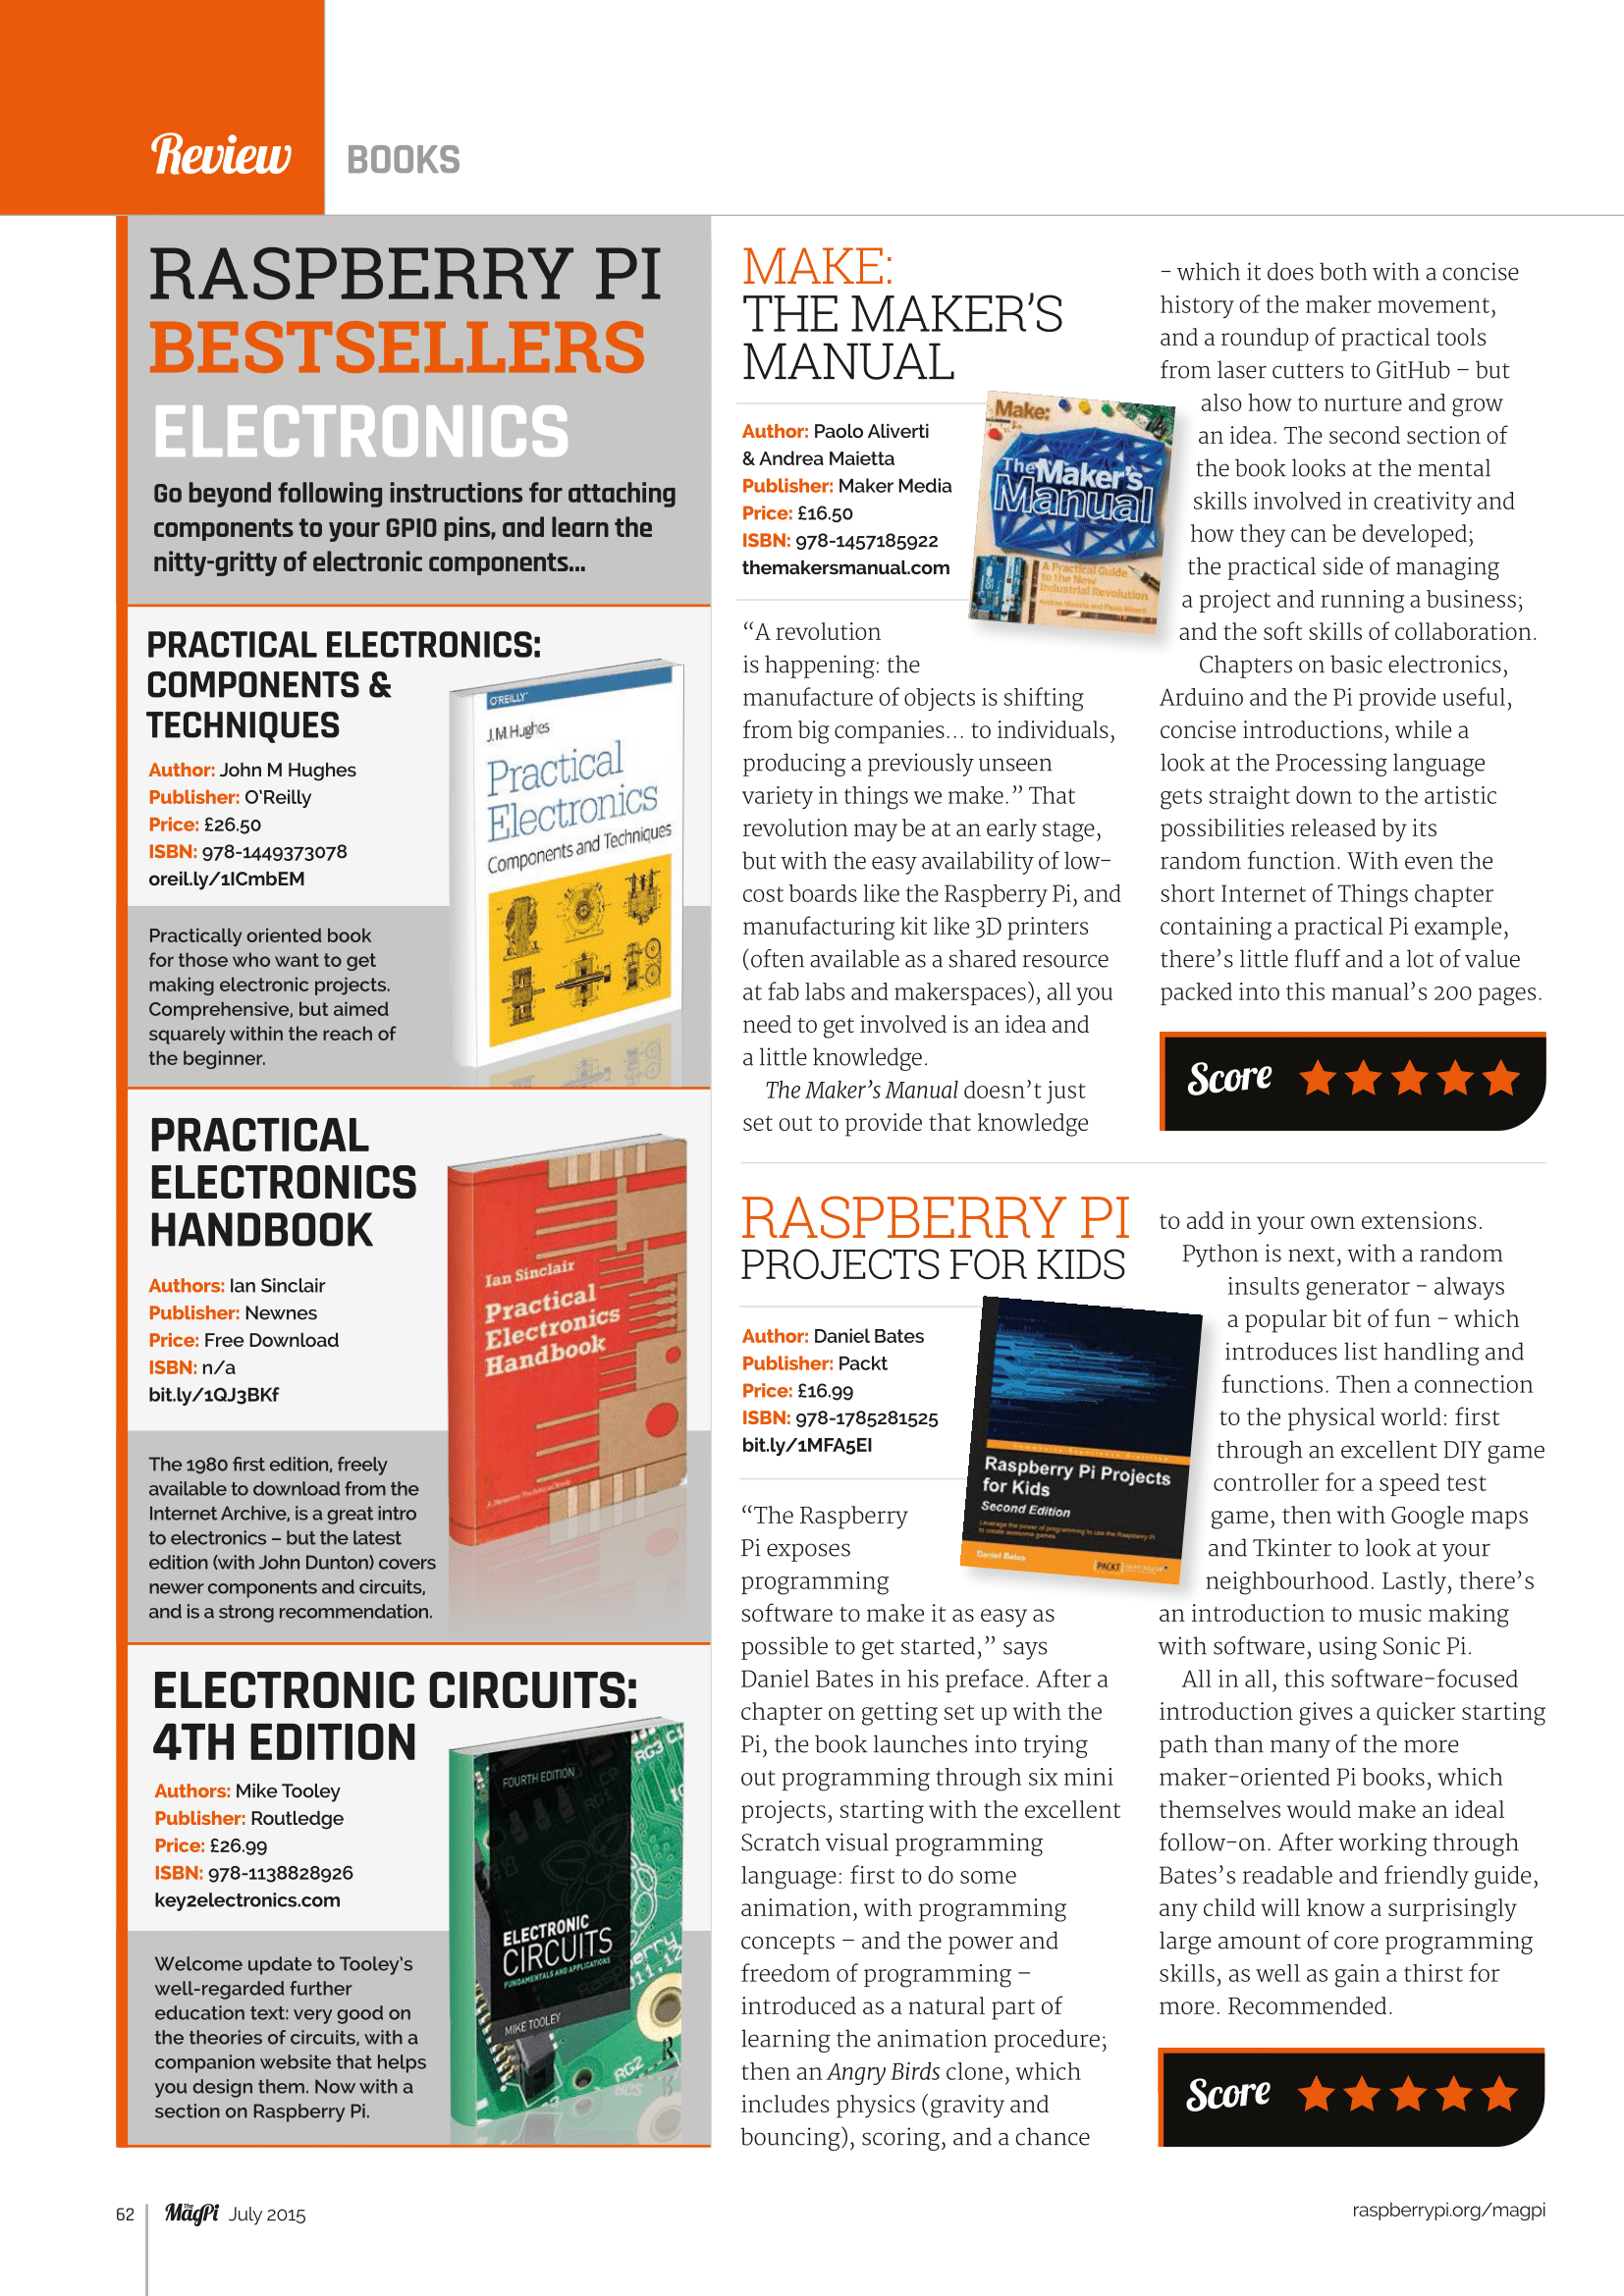 Review
BOOKS
RASPBERRY PI
BESTSELLERS
ELECTRONICS
Go beyond following instructions for attaching
components to your GPIO pins, and learn the
nitty-gritty of electronic components...
PRACTICAL ELECTRONICS:
COMPONENTS &
TECHNIQUES
Author: John M Hughes
Publisher: O'Reilly
Price: £26.50
ISBN: 978-1449373078
oreil.ly/1ICmbEM
O'REILLY
J.M. Hughes
Practical
Electronics
Components and Techniques
Practically oriented book
for those who want to get
making electronic projects.
Comprehensive, but aimed
squarely within the reach of
the beginner.
PRACTICAL
ELECTRONICS
HANDBOOK
Authors: Ian Sinclair
Publisher: Newnes
Price: Free Download
ISBN: n/a
bit.ly/1QJ3BKf
Ian Sinclair
Practical
Electronics
Handbook
The 1980 first edition, freely
available to download from the
Internet Archive, is a great intro
to electronics – but the latest
edition (with John Dunton) covers
newer components and circuits,
and is a strong recommendation.
ELECTRONIC CIRCUITS:
4TH EDITION
Authors: Mike Tooley
Publisher: Routledge
Price: £26.99
ISBN: 978-1138828926
key2electronics.com
FOURTH EDITION
ELECTRONIC
CIRCUITS
FUNDAMENTALS AND APPLICATIONS
MIKE TOOLEY
RG3
RG2
Welcome update to Tooley's
well-regarded further
education text: very good on
the theories of circuits, with a
companion website that helps
you design them. Now with a
section on Raspberry Pi.
MAKE:
THE MAKER'S
MANUAL
Author: Paolo Aliverti
& Andrea Maietta
Publisher: Maker Media
Price: £16.50
ISBN: 978-1457185922
themakersmanual.com
Make:
The Maker's
Manual
A Practical Guide
to the New
Industrial Revolution
Andrea Maietta and Paolo Aliverti
“A revolution
is happening: the
manufacture of objects is shifting
from big companies... to individuals,
producing a previously unseen
variety in things we make.” That
revolution may be at an early stage,
but with the easy availability of low-
cost boards like the Raspberry Pi, and
manufacturing kit like 3D printers
(often available as a shared resource
at fab labs and makerspaces), all you
need to get involved is an idea and
a little knowledge.
The Maker's Manual doesn't just
set out to provide that knowledge
– which it does both with a concise
history of the maker movement,
and a roundup of practical tools
from laser cutters to GitHub – but
also how to nurture and grow
an idea. The second section of
the book looks at the mental
skills involved in creativity and
how they can be developed;
the practical side of managing
a project and running a business;
and the soft skills of collaboration.
Chapters on basic electronics,
Arduino and the Pi provide useful,
concise introductions, while a
look at the Processing language
gets straight down to the artistic
possibilities released by its
random function. With even the
short Internet of Things chapter
containing a practical Pi example,
there's little fluff and a lot of value
packed into this manual's 200 pages.
Score
RASPBERRY PI
PROJECTS FOR KIDS
Author: Daniel Bates
Publisher: Packt
Price: £16.99
ISBN: 978-1785281525
bit.ly/1MFA5EI
Raspberry Pi Projects
for Kids
Second Edition
Leverage the power of programming to use the Raspberry Pi
to create awesome games
Daniel Bates
PACKT
“The Raspberry
Pi exposes
programming
software to make it as easy as
possible to get started,” says
Daniel Bates in his preface. After a
chapter on getting set up with the
Pi, the book launches into trying
out programming through six mini
projects, starting with the excellent
Scratch visual programming
language: first to do some
animation, with programming
concepts – and the power and
freedom of programming –
introduced as a natural part of
learning the animation procedure;
then an Angry Birds clone, which
includes physics (gravity and
bouncing), scoring, and a chance
to add in your own extensions.
Python is next, with a random
insults generator – always
a popular bit of fun – which
introduces list handling and
functions. Then a connection
to the physical world: first
through an excellent DIY game
controller for a speed test
game, then with Google maps
and Tkinter to look at your
neighbourhood. Lastly, there's
an introduction to music making
with software, using Sonic Pi.
All in all, this software-focused
introduction gives a quicker starting
path than many of the more
maker-oriented Pi books, which
themselves would make an ideal
follow-on. After working through
Bates's readable and friendly guide,
any child will know a surprisingly
large amount of core programming
skills, as well as gain a thirst for
more. Recommended.
Score
62
The MagPi July 2015
raspberrypi.org/magpi